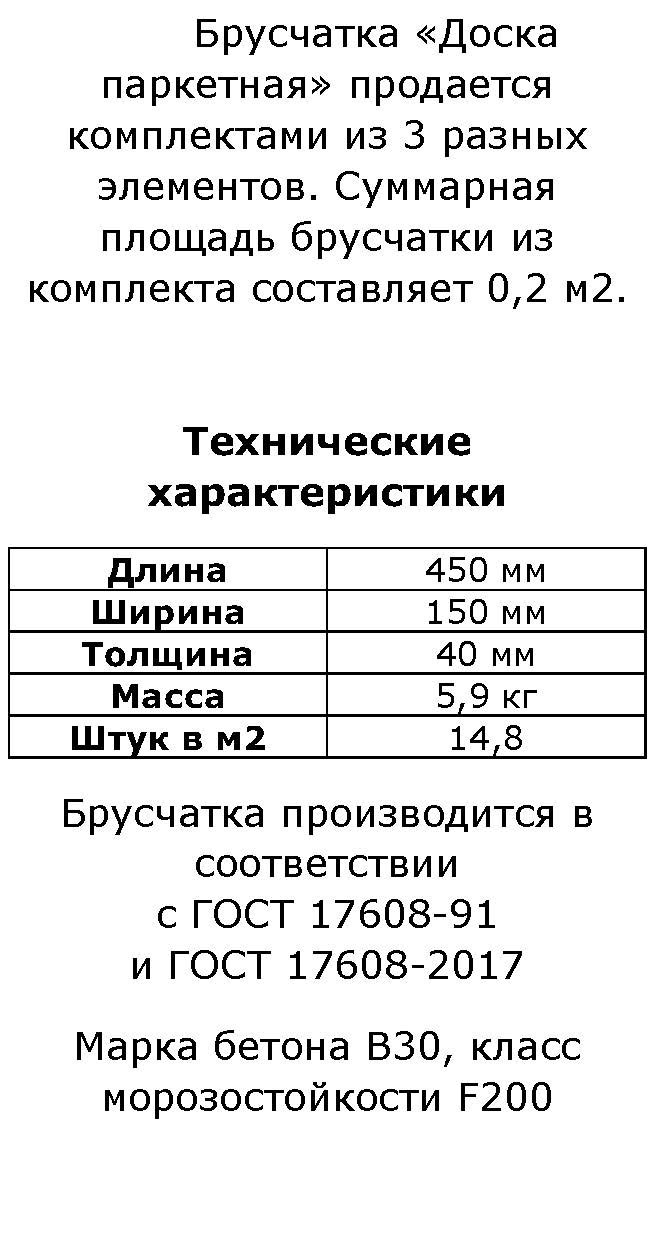 Брусчатка «Доска
паркетная» продается
комплектами из 3 разных
элементов. Суммарная
площадь брусчатки из
комплекта составляет 0,2 м2.
Технические
характеристики
Длина 450 мм
Ширина 150 мм
Толщина 40 мм
Масса 5,9 кг
Штук в м2 14,8
Брусчатка производится в
соответствии
с ГОСТ 17608-91
и ГОСТ 17608-2017
Марка бетона В30, класс
морозостойкости F200